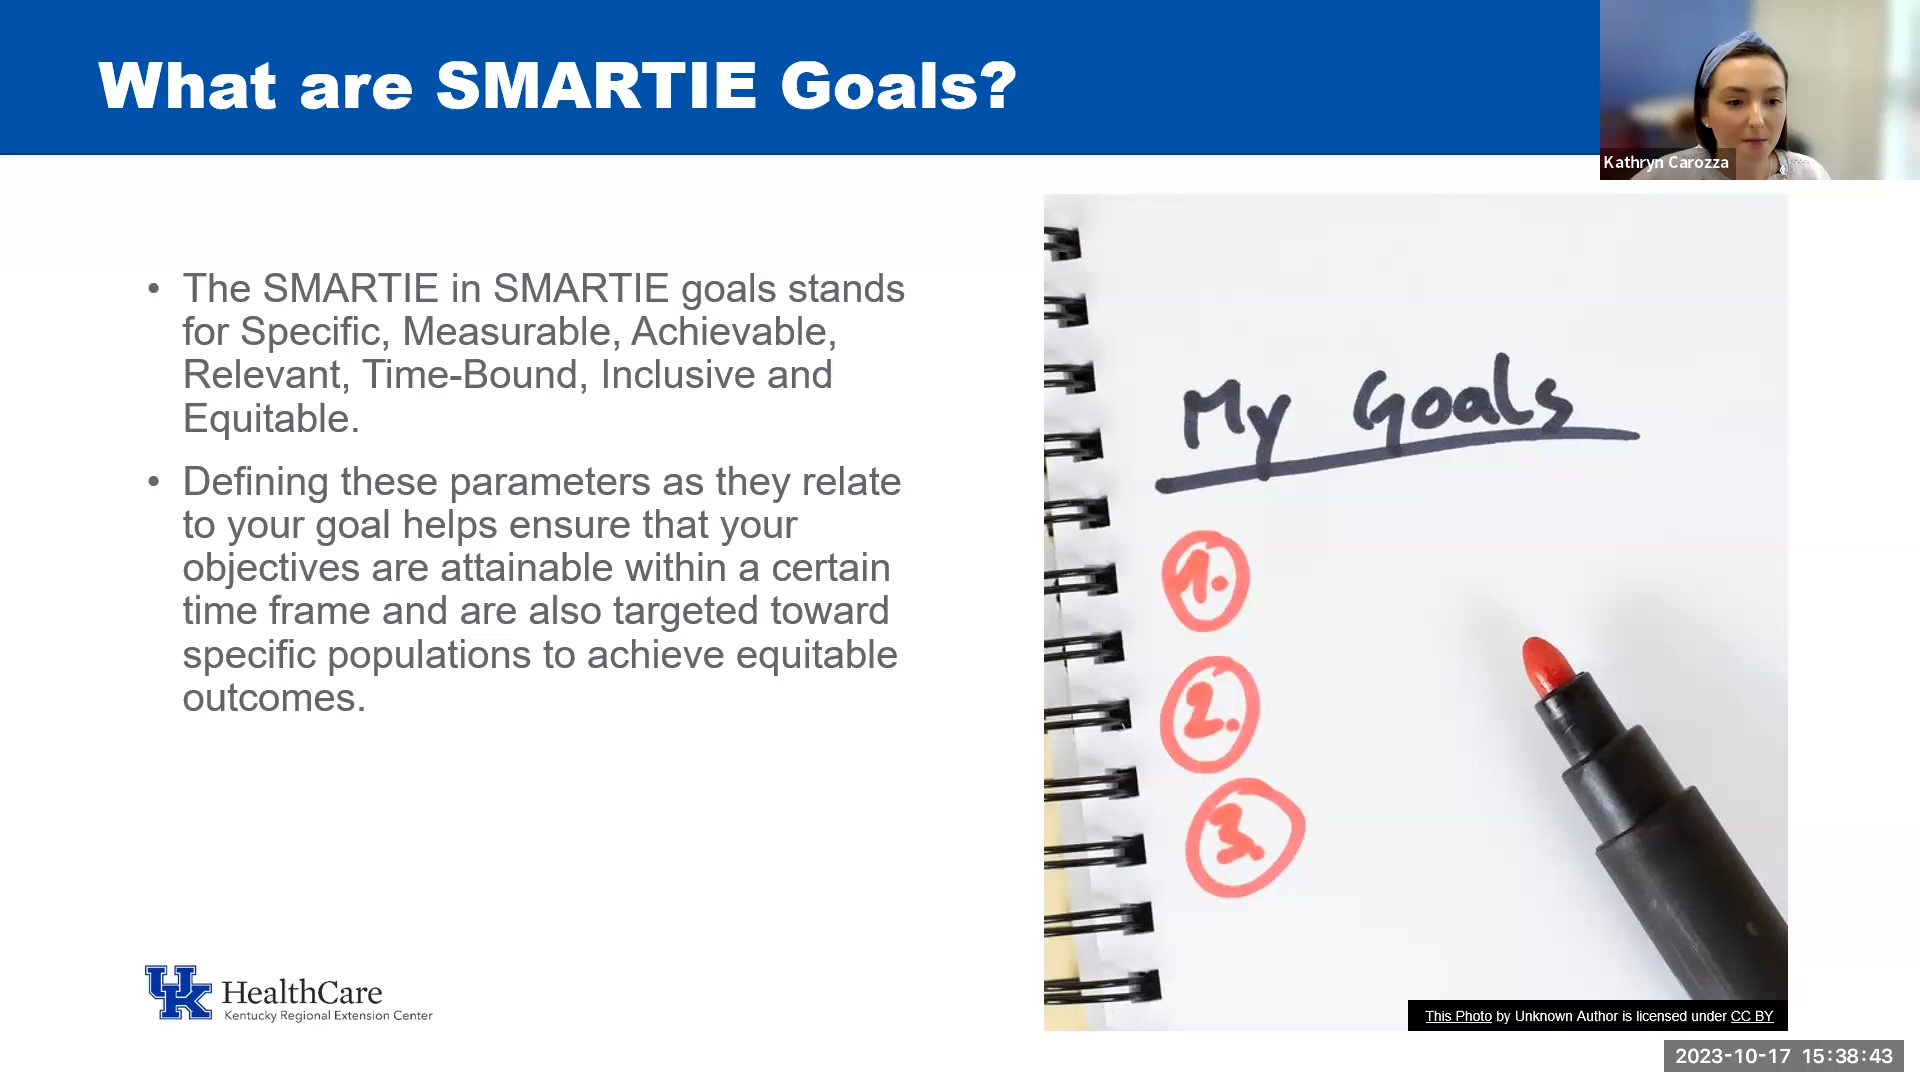 What are SMARTIE Goals?
Kathryn Carozza
• The SMARTIE in SMARTIE goals stands
for Specific, Measurable, Achievable,
Relevant, Time-Bound, Inclusive and
Equitable.
• Defining these parameters as they relate
to your goal helps ensure that your
objectives are attainable within a certain
time frame and are also targeted toward
specific populations to achieve equitable
outcomes.
My Goals
1.
2.
3.
UK HealthCare
Kentucky Regional Extension Center
This Photo by Unknown Author is licensed under CC BY
2023-10-17 15:38:43